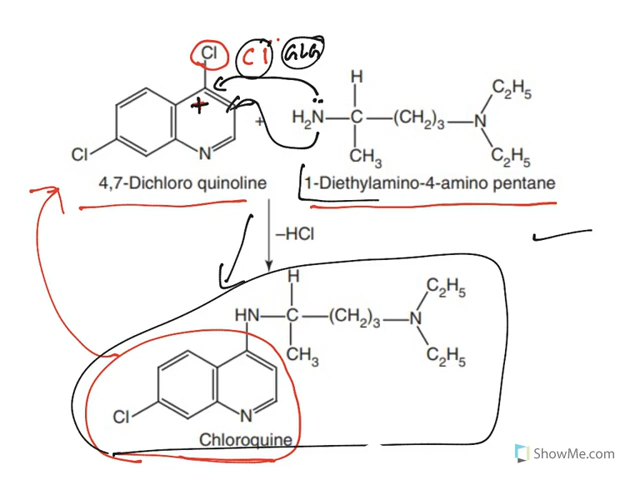 Cl Cl
H
H₂N—C—(CH₂)₃—N
C₂H₅
C₂H₅
CH₃
+ +
Cl N
4,7-Dichloro quinoline 1-Diethylamino-4-amino pentane
–HCl
H
HN—C—(CH₂)₃—N
C₂H₅
C₂H₅
CH₃
Cl N
Chloroquine
ShowMe.com